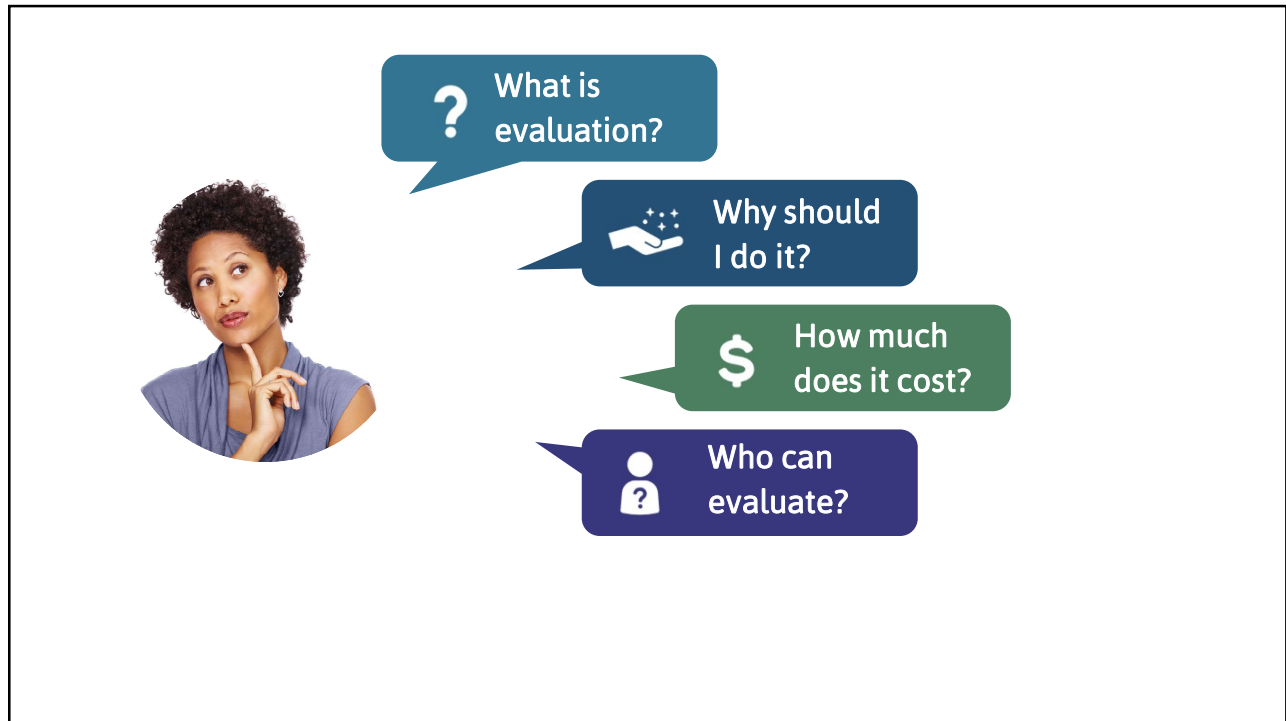 What is
evaluation?
Why should
I do it?
$
How much
does it cost?
Who can
evaluate?